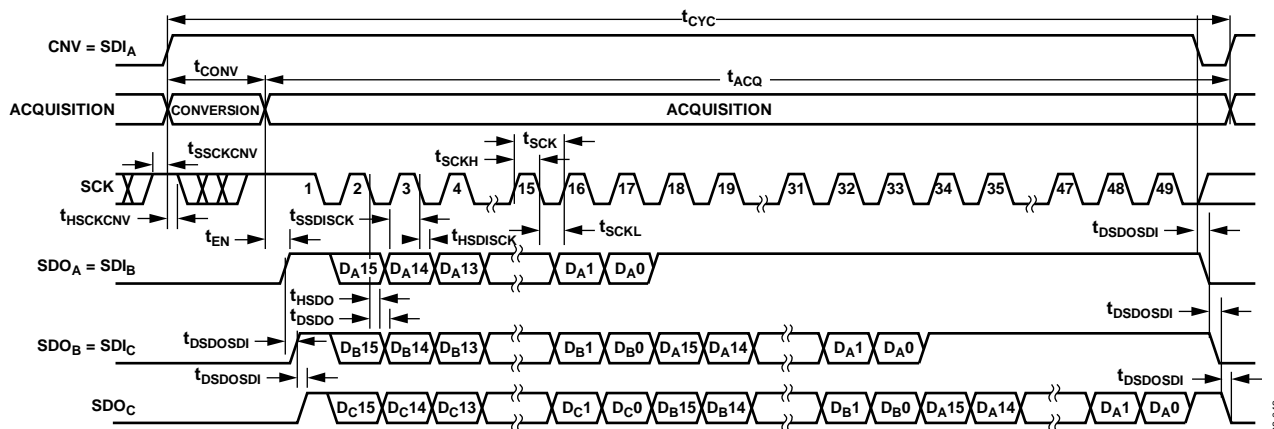 tCYC
CNV = SDIA
tCONV
tACQ
ACQUISITION CONVERSION ACQUISITION
tSSCKCNV
tSCK
tSCKH
SCK 1 2 3 4 15 16 17 18 19 31 32 33 34 35 47 48 49
tHSCKCNV
tSSDISCK
tHSDISCK
tSCKL
tEN
tDSDOSDI
SDOA = SDIB DA15 DA14 DA13 DA1 DA0
tHSDO
tDSDO
tDSDOSDI
tDSDOSDI
SDOB = SDIC DB15 DB14 DB13 DB1 DB0 DA15 DA14 DA1 DA0
tDSDOSDI
tDSDOSDI
SDOC DC15 DC14 DC13 DC1 DC0 DB15 DB14 DB1 DB0 DA15 DA14 DA1 DA0